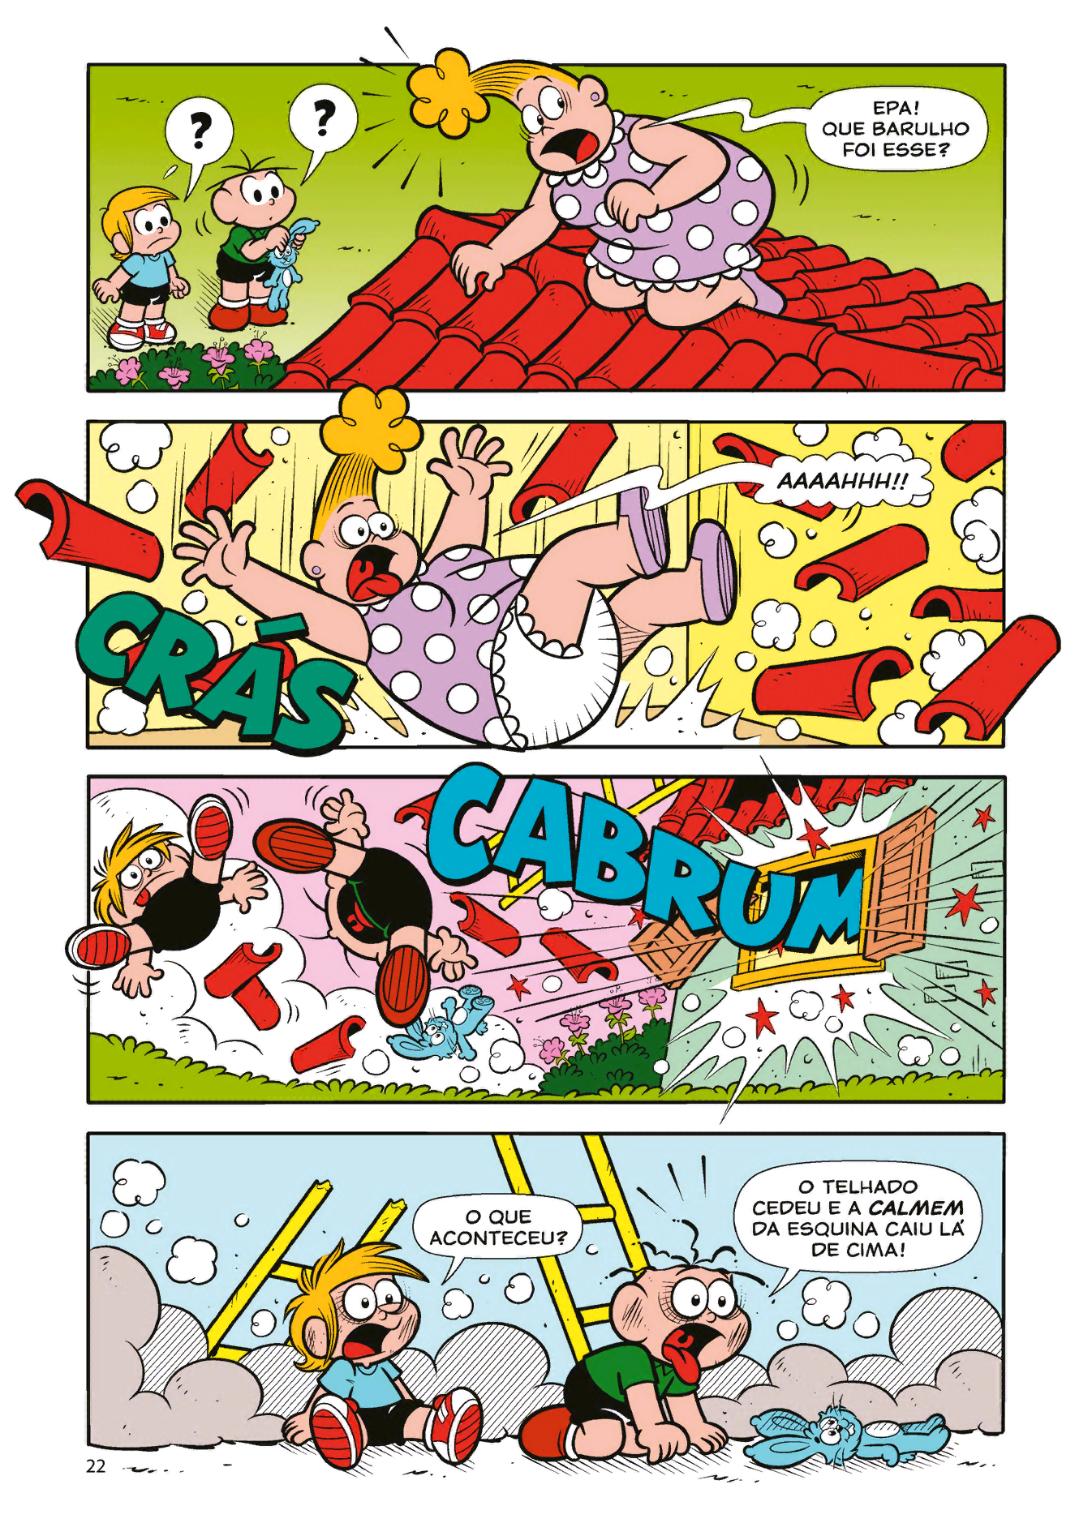 ?
?
EPA!
QUE BARULHO
FOI ESSE?
AAAAHHH!!
CRÁS
CABRUM
O QUE
ACONTECEU?
O TELHADO
CEDEU E A CALMEM
DA ESQUINA CAIU LÁ
DE CIMA!
22